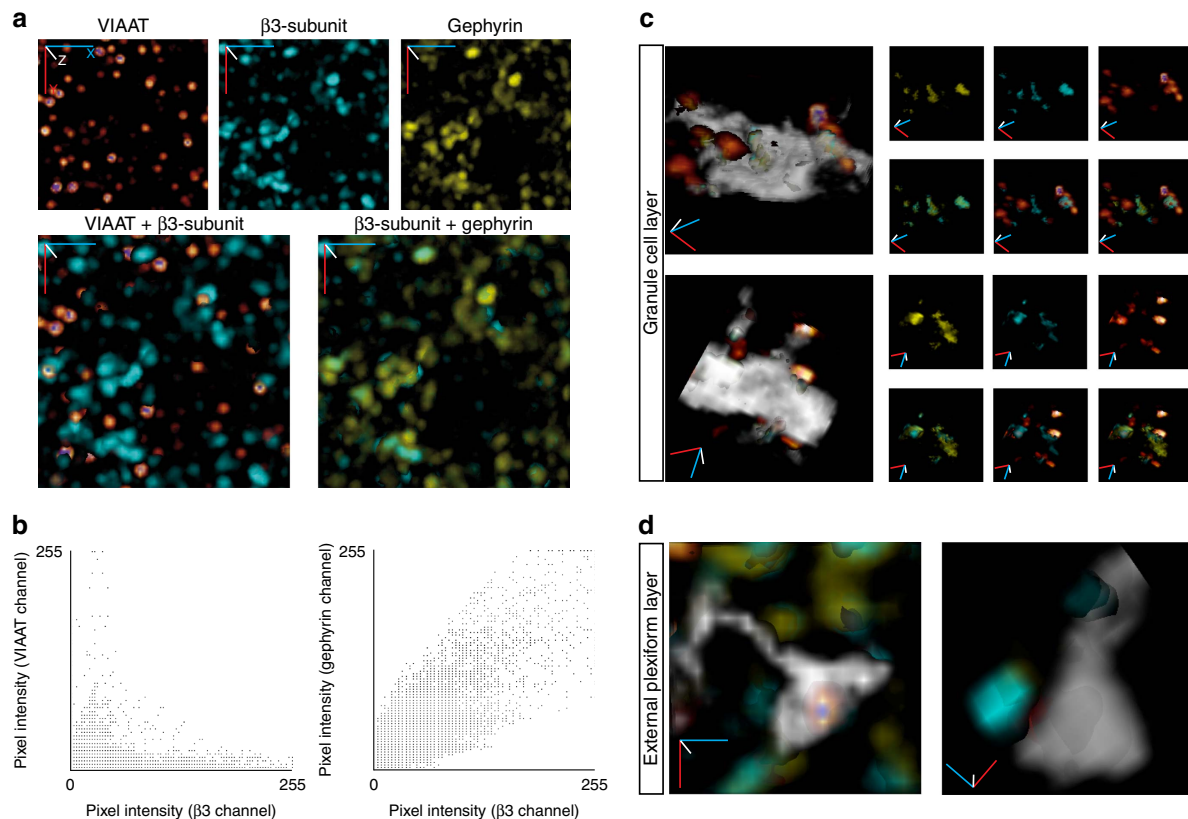 a
VIAAT
β3-subunit
Gephyrin
X
Z
Y
VIAAT + β3-subunit
β3-subunit + gephyrin
b
255
Pixel intensity (VIAAT channel)
0
255
Pixel intensity (β3 channel)
255
Pixel intensity (gephyrin channel)
0
255
Pixel intensity (β3 channel)
c
Granule cell layer
d
External plexiform layer